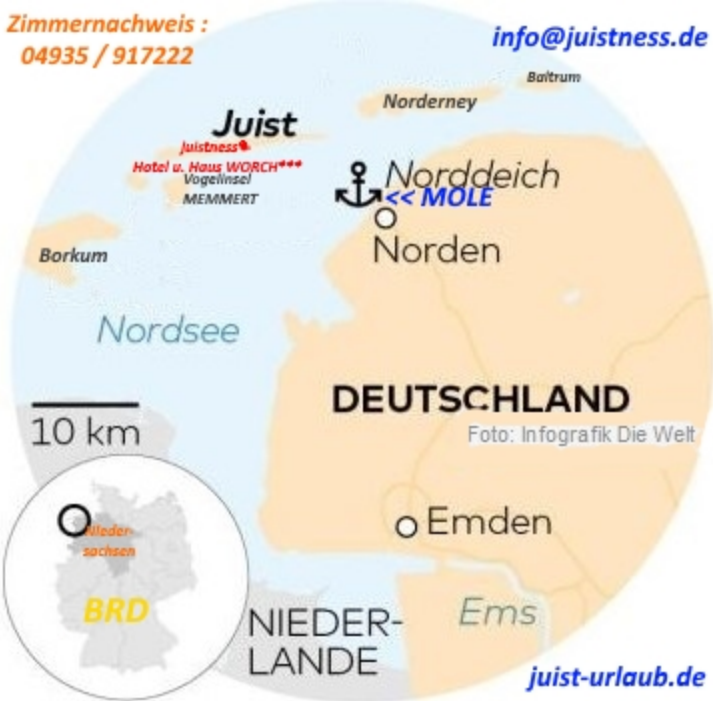 Zimmernachweis :
04935 / 917222
info@juistness.de
Baltrum
Norderney
Juist
Juistness
Hotel u. Haus WORCH***
Vogelinsel
MEMMERT
Norddeich
<< MOLE
Norden
Borkum
Nordsee
DEUTSCHLAND
10 km
Foto: Infografik Die Welt
Emden
Nieder-
sachsen
BRD
Ems
NIEDER-
LANDE
juist-urlaub.de